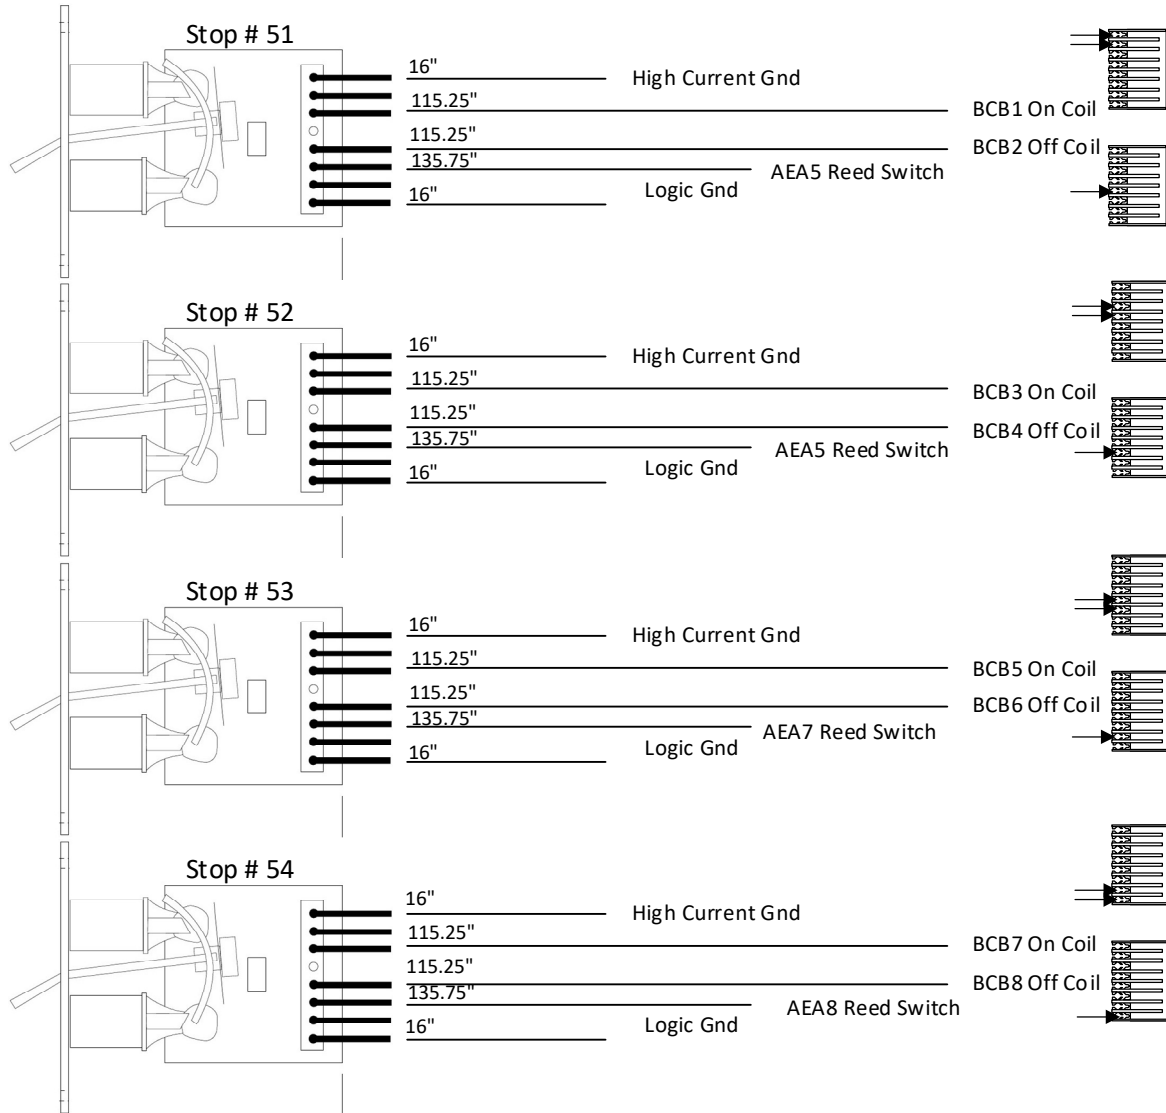 Stop # 51
16"
High Current Gnd
115.25"
BCB1 On Coil
115.25"
BCB2 Off Coil
135.75"
AEA5 Reed Switch
Logic Gnd
16"
Stop # 52
16"
High Current Gnd
115.25"
BCB3 On Coil
115.25"
BCB4 Off Coil
135.75"
AEA5 Reed Switch
Logic Gnd
16"
Stop # 53
16"
High Current Gnd
115.25"
BCB5 On Coil
115.25"
BCB6 Off Coil
135.75"
AEA7 Reed Switch
Logic Gnd
16"
Stop # 54
16"
High Current Gnd
115.25"
BCB7 On Coil
115.25"
BCB8 Off Coil
135.75"
AEA8 Reed Switch
Logic Gnd
16"